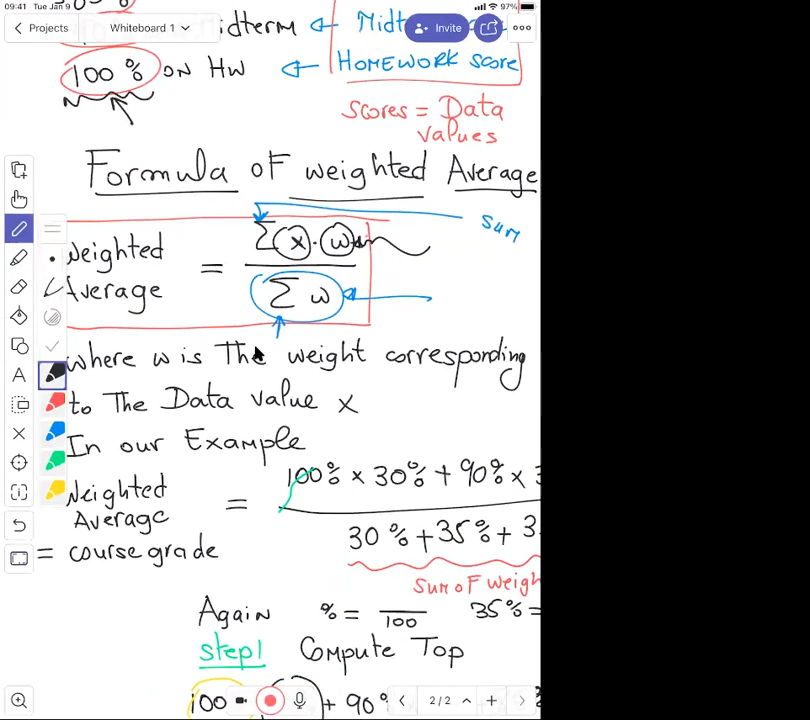 09:41 Tue Jan 9
97%
Projects
Whiteboard 1
Invite
idterm
100 % on HW
HOMEWORK score
scores = Data
values
Formula of weighted Average
sum
Weighted
Average
= Σ x · w
Σ w
where w is The weight corresponding
to The Data value x
In our Example
Weighted
Average
= 100% × 30% + 90% × 3
30 % + 35% + 3
= course grade
Sum of Weigh
Again % = /100 35% =
step1 Compute Top
100 + 90%
2/2